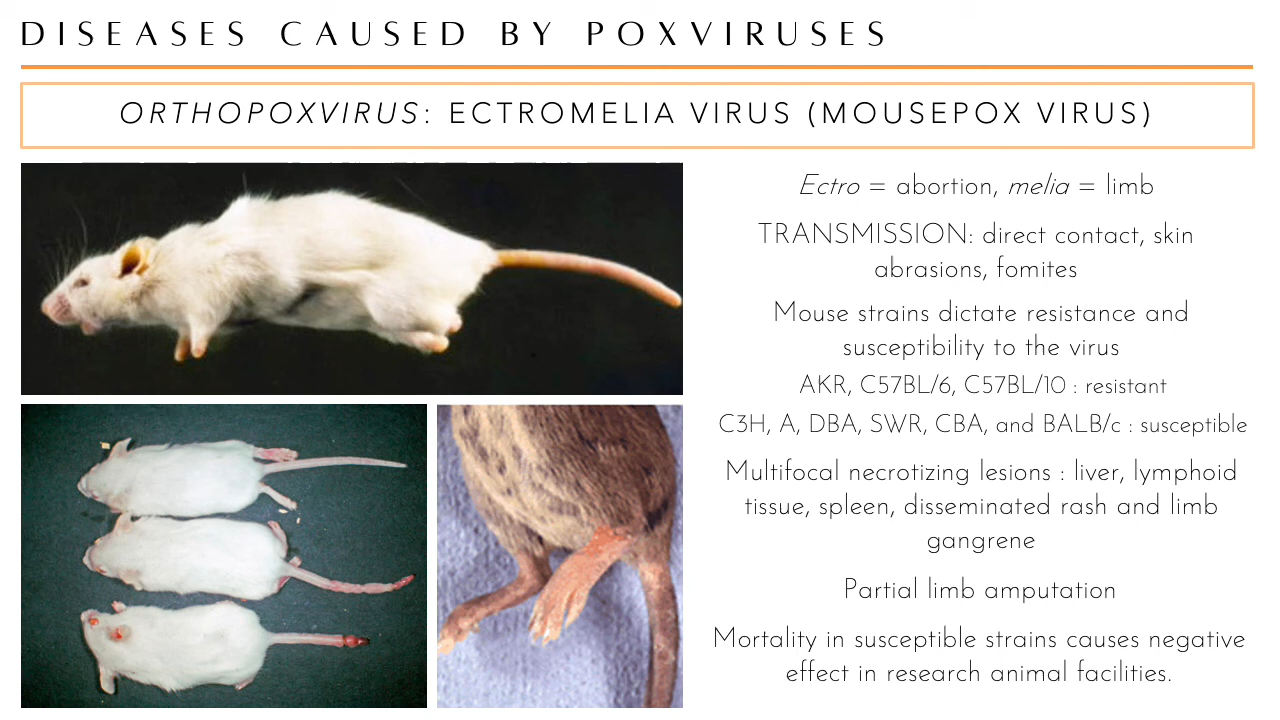 DISEASES CAUSED BY POXVIRUSES
ORTHOPOXVIRUS: ECTROMELIA VIRUS (MOUSEPOX VIRUS)
Ectro = abortion, melia = limb
TRANSMISSION: direct contact, skin
abrasions, fomites
Mouse strains dictate resistance and
susceptibility to the virus
AKR, C57BL/6, C57BL/10 : resistant
C3H, A, DBA, SWR, CBA, and BALB/c : susceptible
Multifocal necrotizing lesions : liver, lymphoid
tissue, spleen, disseminated rash and limb
gangrene
Partial limb amputation
Mortality in susceptible strains causes negative
effect in research animal facilities.